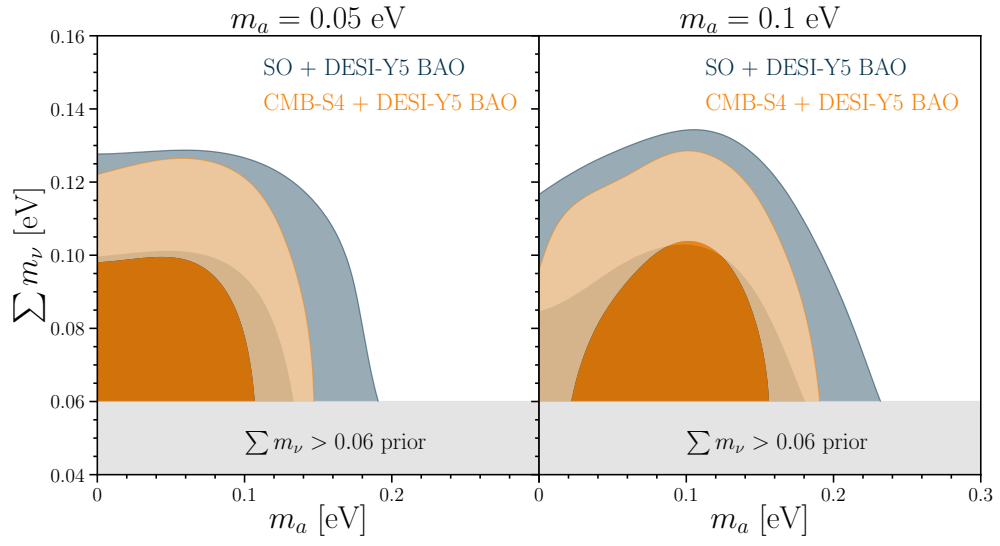 m_a = 0.05 eV
m_a = 0.1 eV
0.16
0.14
0.12
0.10
0.08
0.06
0.04
∑ m_ν [eV]
SO + DESI-Y5 BAO
CMB-S4 + DESI-Y5 BAO
∑ m_ν > 0.06 prior
SO + DESI-Y5 BAO
CMB-S4 + DESI-Y5 BAO
∑ m_ν > 0.06 prior
0 0.1 0.2
0 0.1 0.2 0.3
m_a [eV]
m_a [eV]